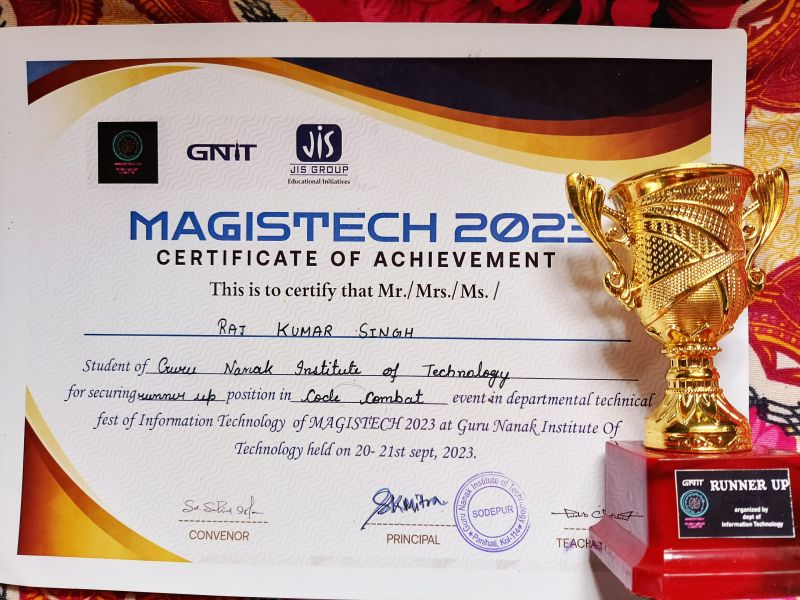 GNIT
JIS
JIS GROUP
Educational Initiatives
MAGISTECH 2023
CERTIFICATE OF ACHIEVEMENT
This is to certify that Mr./Mrs./Ms. /
RAJ KUMAR SINGH
Student of Guru Nanak Institute of Technology
for securing runner up position in Code Combat event in departmental technical
fest of Information Technology of MAGISTECH 2023 at Guru Nanak Institute Of
Technology held on 20- 21st sept, 2023.
SKMitra
CONVENOR
PRINCIPAL
Guru Nanak Institute of Technology
SODEPUR
Panihati, Kol-114
GNIT RUNNER UP
organized by
dept of
Information Technology